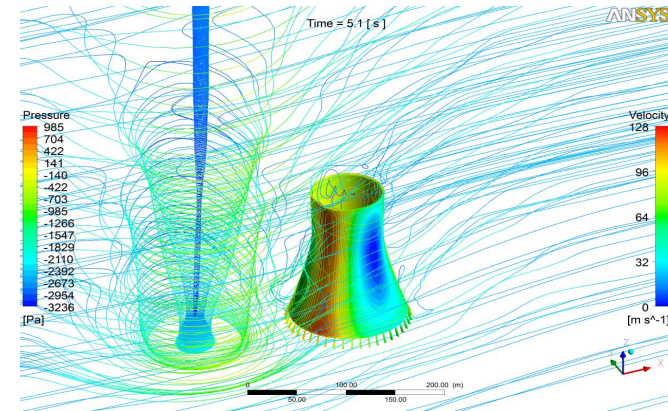 Time = 5.1 [ s ]
ANSYS
Pressure
985
704
422
141
-140
-422
-703
-985
-1266
-1547
-1829
-2110
-2392
-2673
-2954
-3236
[Pa]
Velocity
128
96
64
32
0
[m s^-1]
0
100.00
200.00 (m)
50.00
150.00
Z
X